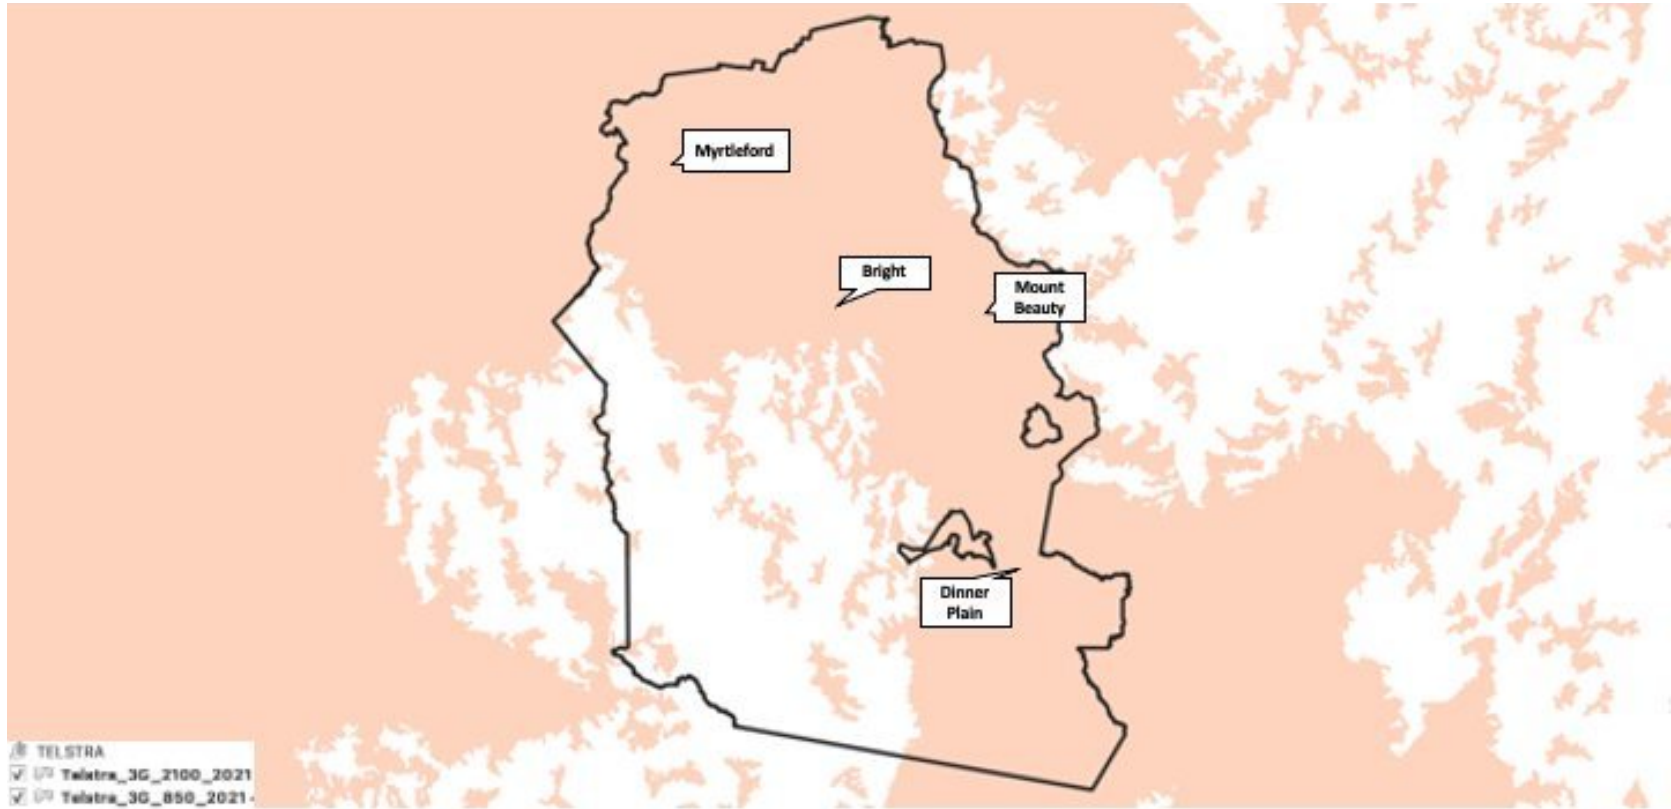 Myrtleford
Bright
Mount
Beauty
Dinner
Plain
TELSTRA
Telstra_3G_2100_2021
Telstra_3G_850_2021